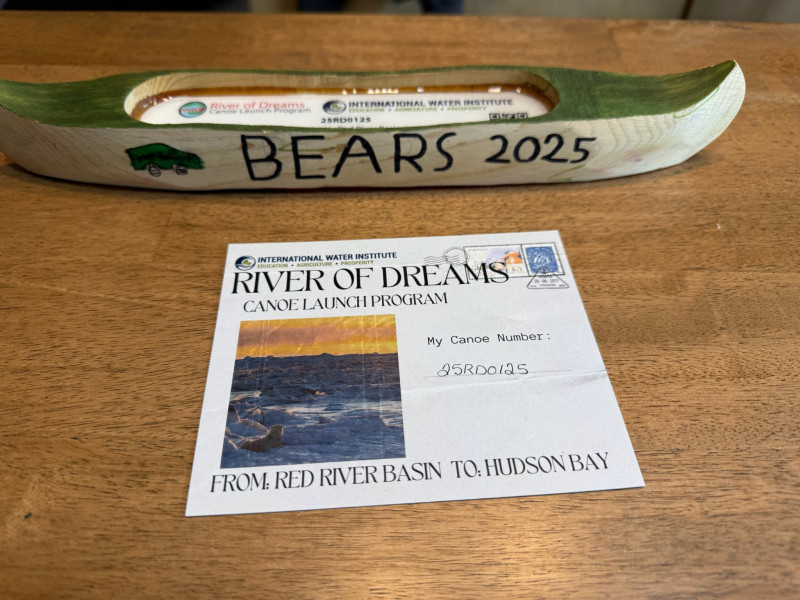 River of Dreams
Canoe Launch Program
INTERNATIONAL WATER INSTITUTE
EDUCATION • AGRICULTURE • PROSPERITY
25RD0125
BEARS 2025
INTERNATIONAL WATER INSTITUTE
EDUCATION • AGRICULTURE • PROSPERITY
RIVER OF DREAMS
CANOE LAUNCH PROGRAM
My Canoe Number:
25RD0125
FROM: RED RIVER BASIN TO: HUDSON BAY